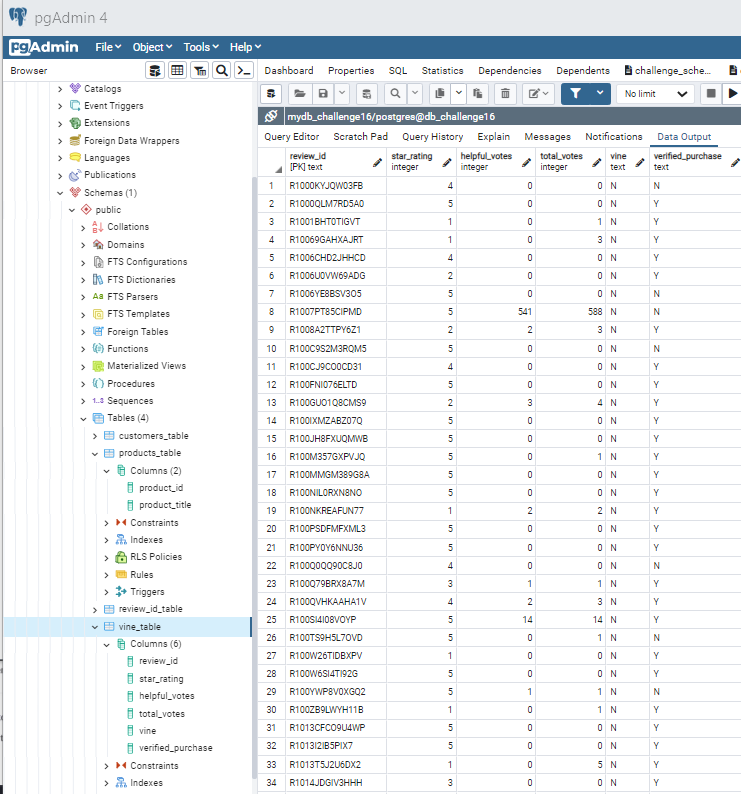 pgAdmin 4
pgAdmin File Object Tools Help
Browser
Dashboard Properties SQL Statistics Dependencies Dependents challenge_sche...
No limit
mydb_challenge16/postgres@db_challenge16
Query Editor Scratch Pad Query History Explain Messages Notifications Data Output
Catalogs
Event Triggers
Extensions
Foreign Data Wrappers
Languages
Publications
Schemas (1)
public
Collations
Domains
FTS Configurations
FTS Dictionaries
FTS Parsers
FTS Templates
Foreign Tables
Functions
Materialized Views
Procedures
1..3 Sequences
Tables (4)
customers_table
products_table
Columns (2)
product_id
product_title
Constraints
Indexes
RLS Policies
Rules
Triggers
review_id_table
vine_table
Columns (6)
review_id
star_rating
helpful_votes
total_votes
vine
verified_purchase
Constraints
Indexes
review_id star_rating helpful_votes total_votes vine verified_purchase
[PK] text integer integer integer text text
1 R1000KYJQW03FB 4 0 0 N N
2 R1000QLM7RD5A0 5 0 0 N Y
3 R1001BHT0TIGVT 1 0 1 N Y
4 R10069GAHXAJRT 1 0 3 N Y
5 R1006CHD2JHHCD 4 0 0 N Y
6 R1006U0VW69ADG 2 0 0 N Y
7 R1006YE8BSV3O5 5 0 0 N N
8 R1007PT85CIPMD 5 541 588 N N
9 R1008A2TTPY6Z1 2 2 3 N Y
10 R100C9S2M3RQM5 5 0 0 N N
11 R100CJ9CO0CD31 4 0 0 N Y
12 R100FNI076ELTD 5 0 0 N Y
13 R100GUO1Q8CMS9 2 3 4 N Y
14 R100IXMZABZ07Q 5 0 0 N Y
15 R100JH8FXUQMWB 5 0 0 N Y
16 R100M357GXPVJQ 5 0 1 N Y
17 R100MMGM389G8A 5 0 0 N Y
18 R100NIL0RXN8NO 5 0 0 N Y
19 R100NKREAFUN77 1 2 2 N Y
20 R100PSDFMFXML3 5 0 0 N Y
21 R100PY0Y6NNU36 5 0 0 N Y
22 R100Q0QQ90C8J0 4 0 0 N N
23 R100Q79BRX8A7M 3 1 1 N Y
24 R100QVHKAAHA1V 4 2 3 N Y
25 R100SI4I08VOYP 5 14 14 N Y
26 R100TS9H5L7OVD 5 0 1 N N
27 R100W26TIDBXPV 1 0 0 N Y
28 R100W6SI4TI92G 5 0 0 N Y
29 R100YWP8V0XGQ2 5 1 1 N N
30 R100ZB9LWYH11B 1 0 1 N Y
31 R1013CFCO9U4WP 5 0 0 N Y
32 R1013I2IB5PIX7 5 0 0 N Y
33 R1013T5J2U6DX2 1 0 5 N Y
34 R1014JDGIV3HHH 3 0 0 N Y